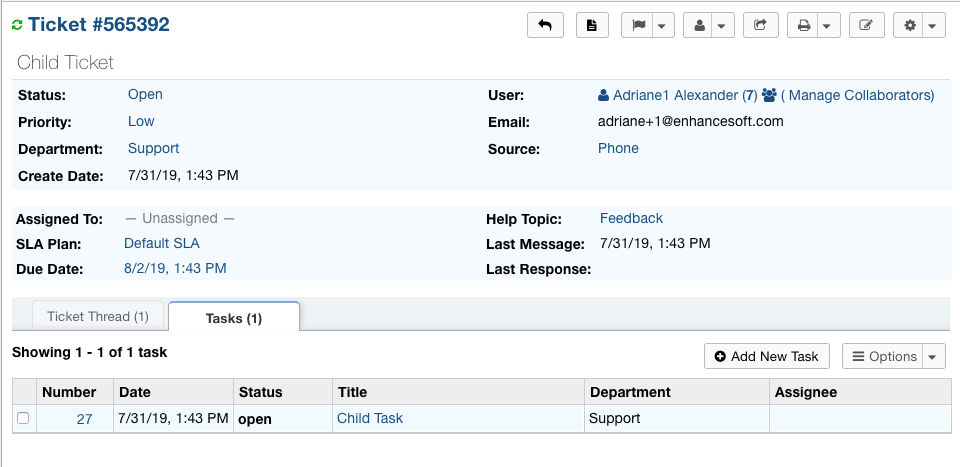 Ticket #565392
Child Ticket
Status: Open User: Adriane1 Alexander (7) ( Manage Collaborators)
Priority: Low Email: adriane+1@enhancesoft.com
Department: Support Source: Phone
Create Date: 7/31/19, 1:43 PM
Assigned To: — Unassigned — Help Topic: Feedback
SLA Plan: Default SLA Last Message: 7/31/19, 1:43 PM
Due Date: 8/2/19, 1:43 PM Last Response:
Ticket Thread (1) Tasks (1)
Showing 1 - 1 of 1 task Add New Task Options
Number Date Status Title Department Assignee
27 7/31/19, 1:43 PM open Child Task Support